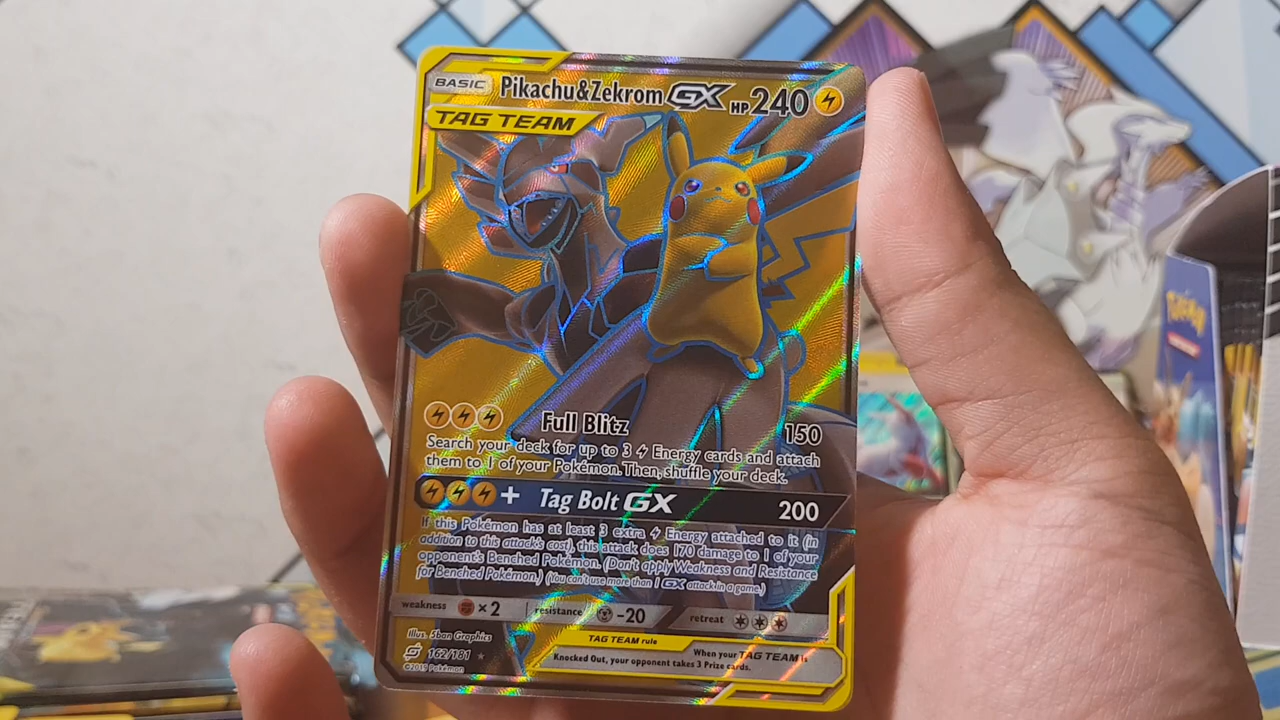 BASIC Pikachu&Zekrom GX HP 240
TAG TEAM
Full Blitz 150
Search your deck for up to 3 Energy cards and attach
them to 1 of your Pokémon. Then, shuffle your deck.
+ Tag Bolt GX 200
If this Pokémon has at least 3 extra Energy attached to it (in
addition to this attack's cost), this attack does 170 damage to 1 of your
opponent's Benched Pokémon. (Don't apply Weakness and Resistance
for Benched Pokémon.) (You can't use more than 1 GX attack in a game.)
weakness ×2 resistance -20 retreat
Illus. 5ban Graphics
162/181
©2019 Pokémon
TAG TEAM rule
When your TAG TEAM is
Knocked Out, your opponent takes 3 Prize cards.
Pokémon